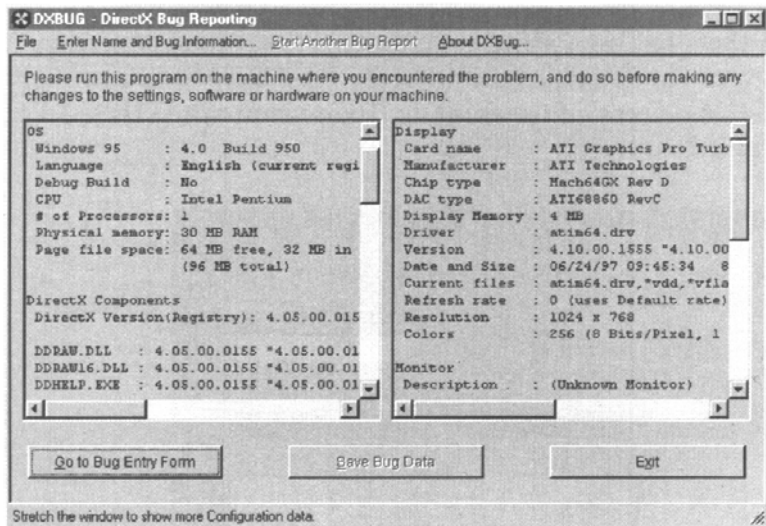 DXBUG - DirectX Bug Reporting
File Enter Name and Bug Information... Start Another Bug Report About DXBug...
Please run this program on the machine where you encountered the problem, and do so before making any
changes to the settings, software or hardware on your machine.
OS
Windows 95 : 4.0 Build 950
Language : English (current regi
Debug Build : No
CPU : Intel Pentium
# of Processors: 1
Physical memory: 30 MB RAM
Page file space: 64 MB free, 32 MB in
(96 MB total)
DirectX Components
DirectX Version(Registry): 4.05.00.015
DDRAW.DLL : 4.05.00.0155 "4.05.00.01
DDRAW16.DLL : 4.05.00.0155 "4.05.00.01
DDHELP.EXE : 4.05.00.0155 "4.05.00.01
Display
Card name : ATI Graphics Pro Turb
Manufacturer : ATI Technologies
Chip type : Mach64GX Rev D
DAC type : ATI68860 RevC
Display Memory : 4 MB
Driver : atim64.drv
Version : 4.10.00.1555 "4.10.00
Date and Size : 06/24/97 09:45:34 8
Current files : atim64.drv,*vdd,*vfla
Refresh rate : 0 (uses Default rate)
Resolution : 1024 x 768
Colors : 256 (8 Bits/Pixel, 1
Monitor
Description : (Unknown Monitor)
Go to Bug Entry Form Save Bug Data Exit
Stretch the window to show more Configuration data.